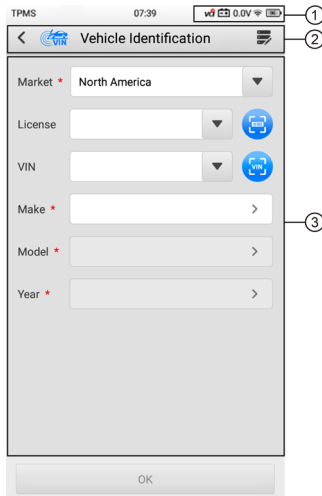 TPMS 07:39 0.0V 1
VIN Vehicle Identification 2
Market * North America
License
VIN VIN
Make * 3
Model *
Year *
OK